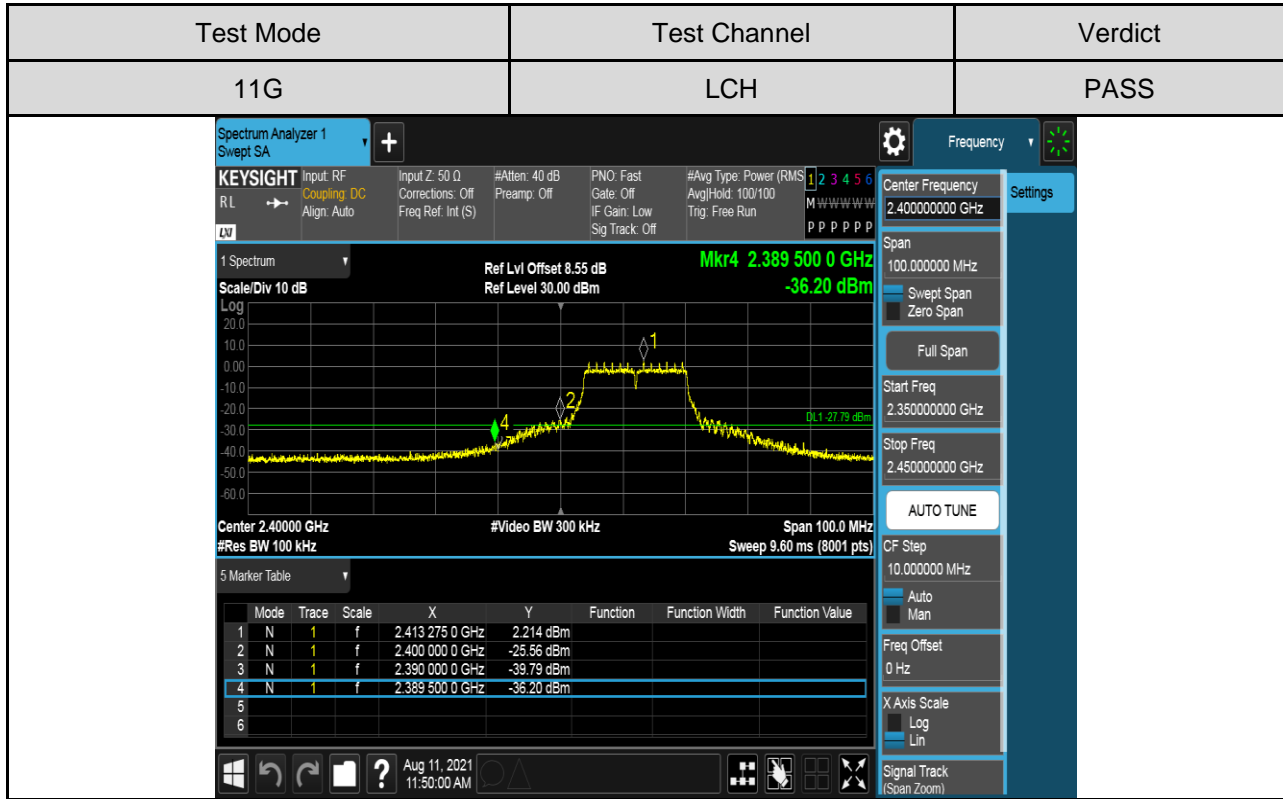 Test Mode Test Channel Verdict
11G LCH PASS
Spectrum Analyzer 1
Swept SA
+
Frequency
KEYSIGHT
RL
LXI
Input: RF
Coupling: DC
Align: Auto
Input Z: 50 Ω
Corrections: Off
Freq Ref: Int (S)
#Atten: 40 dB
Preamp: Off
PNO: Fast
Gate: Off
IF Gain: Low
Sig Track: Off
#Avg Type: Power (RMS
Avg|Hold: 100/100
Trig: Free Run
1 2 3 4 5 6
M W W W W W
P P P P P P
1 Spectrum
Scale/Div 10 dB
Ref Lvl Offset 8.55 dB
Ref Level 30.00 dBm
Mkr4 2.389 500 0 GHz
-36.20 dBm
Log
20.0
10.0
0.00
-10.0
-20.0
-30.0
-40.0
-50.0
-60.0
1
2
4
DL1 -27.79 dBm
Center 2.40000 GHz #Video BW 300 kHz Span 100.0 MHz
#Res BW 100 kHz Sweep 9.60 ms (8001 pts)
5 Marker Table
Mode Trace Scale X Y Function Function Width Function Value
1 N 1 f 2.413 275 0 GHz 2.214 dBm
2 N 1 f 2.400 000 0 GHz -25.56 dBm
3 N 1 f 2.390 000 0 GHz -39.79 dBm
4 N 1 f 2.389 500 0 GHz -36.20 dBm
5
6
?
Aug 11, 2021
11:50:00 AM
Center Frequency
2.400000000 GHz
Settings
Span
100.000000 MHz
Swept Span
Zero Span
Full Span
Start Freq
2.350000000 GHz
Stop Freq
2.450000000 GHz
AUTO TUNE
CF Step
10.000000 MHz
Auto
Man
Freq Offset
0 Hz
X Axis Scale
Log
Lin
Signal Track
(Span Zoom)